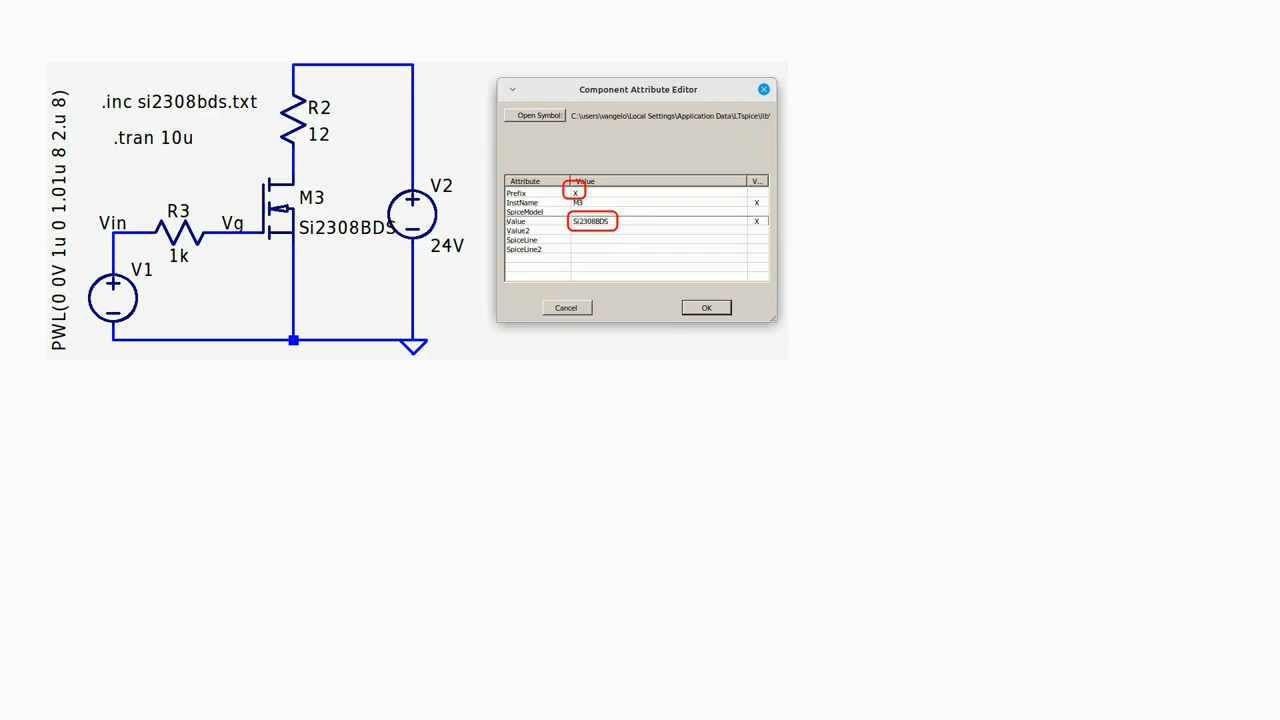 PWL(0 0V 1u 0 1.01u 8 2.u 8)
.inc si2308bds.txt
.tran 10u
R2
12
M3
Si2308BDS
R3
1k
Vin
Vg
V1
V2
24V
Component Attribute Editor
Open Symbol:
C:\users\vangelo\Local Settings\Application Data\LTspice\lib\
Attribute Value V...
Prefix X
InstName M3 X
SpiceModel
Value Si2308BDS X
Value2
SpiceLine
SpiceLine2
Cancel OK